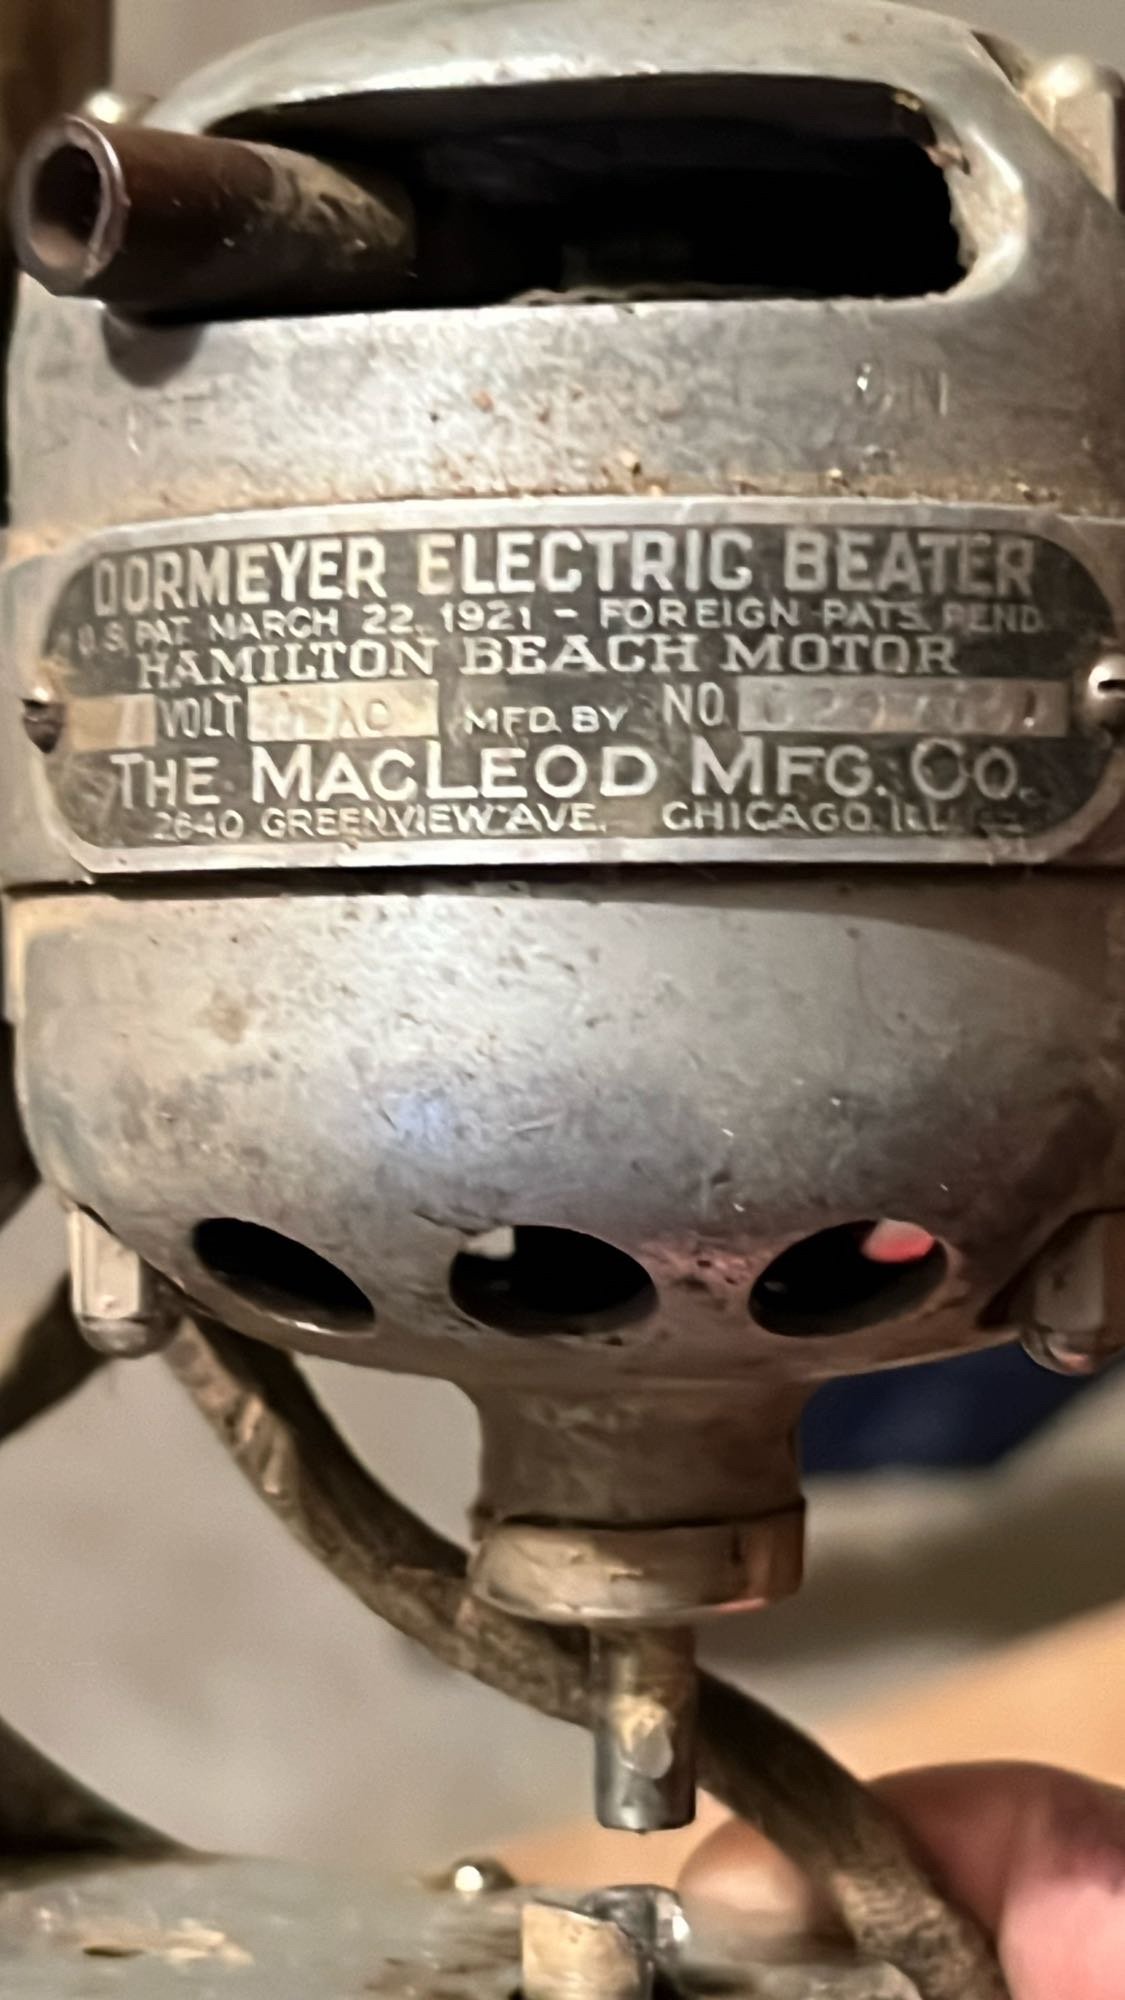 ON
DORMEYER ELECTRIC BEATER
U.S. PAT. MARCH 22, 1921 - FOREIGN PATS. PEND.
HAMILTON BEACH MOTOR
VOLT MFD. BY NO.
THE MACLEOD MFG. CO.
2640 GREENVIEW AVE. CHICAGO, ILL.